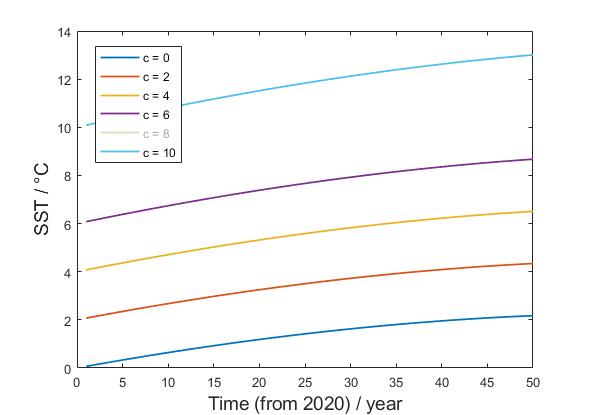 14
12
10
8
6
4
2
0
SST / °C
c = 0
c = 2
c = 4
c = 6
c = 8
c = 10
0 5 10 15 20 25 30 35 40 45 50
Time (from 2020) / year